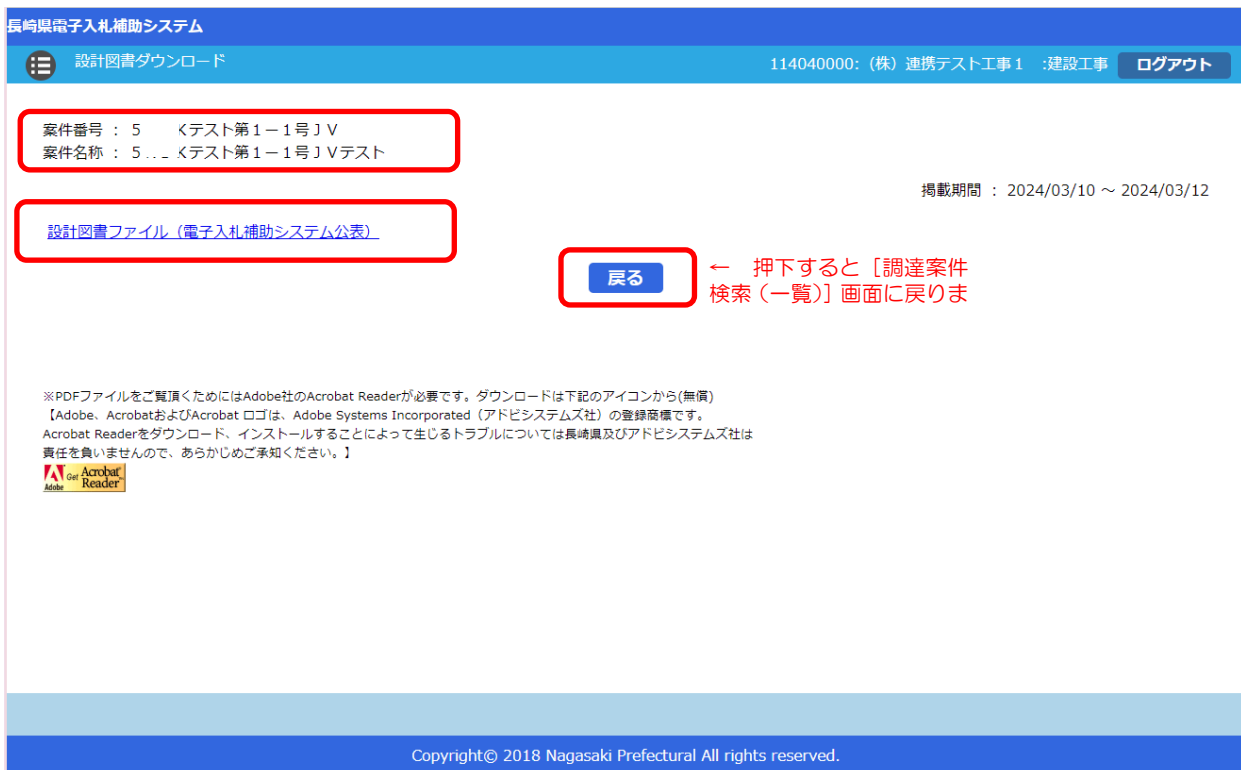 長崎県電子入札補助システム
設計図書ダウンロード 114040000: (株) 連携テスト工事1 :建設工事 ログアウト
案件番号 : 5 Kテスト第1-1号JV
案件名称 : 5 Kテスト第1-1号JVテスト
掲載期間 : 2024/03/10 ~ 2024/03/12
設計図書ファイル (電子入札補助システム公表)
戻る
← 押下すると [調達案件
検索 (一覧)] 画面に戻りま
※PDFファイルをご覧頂くためにはAdobe社のAcrobat Readerが必要です。ダウンロードは下記のアイコンから(無償)
【Adobe、AcrobatおよびAcrobat ロゴは、Adobe Systems Incorporated (アドビシステムズ社) の登録商標です。
Acrobat Readerをダウンロード、インストールすることによって生じるトラブルについては長崎県及びアドビシステムズ社は
責任を負いませんので、あらかじめご承知ください。】
Adobe Get Acrobat Reader
Copyright© 2018 Nagasaki Prefectural All rights reserved.